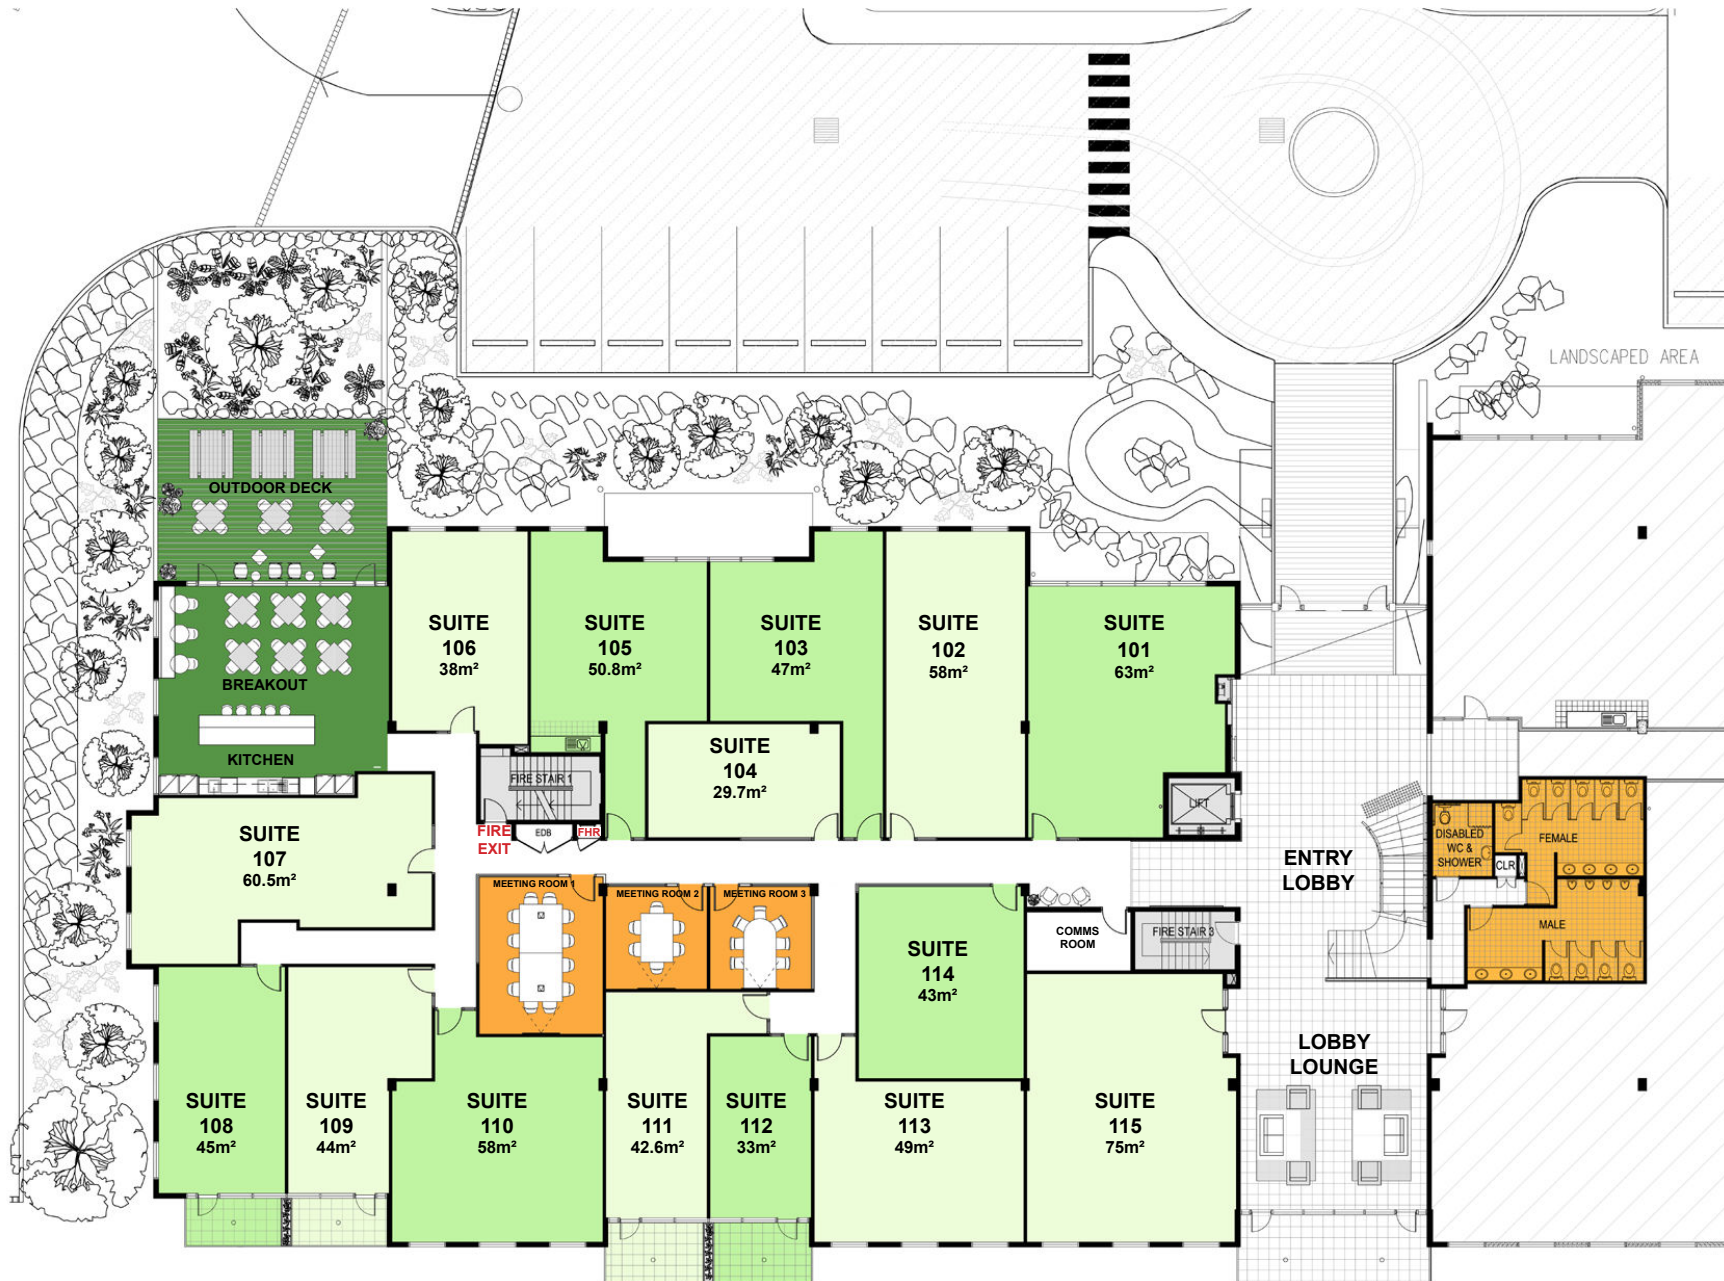 LANDSCAPED AREA
OUTDOOR DECK
BREAKOUT
KITCHEN
SUITE
106
38m²
SUITE
105
50.8m²
SUITE
103
47m²
SUITE
102
58m²
SUITE
101
63m²
SUITE
104
29.7m²
FIRE STAIR 1
LIFT
FIRE
EXIT
EDB
FHR
SUITE
107
60.5m²
ENTRY
LOBBY
DISABLED
WC &
SHOWER
CLR
FEMALE
MALE
MEETING ROOM 1
MEETING ROOM 2
MEETING ROOM 3
COMMS
ROOM
FIRE STAIR 3
SUITE
114
43m²
LOBBY
LOUNGE
SUITE
108
45m²
SUITE
109
44m²
SUITE
110
58m²
SUITE
111
42.6m²
SUITE
112
33m²
SUITE
113
49m²
SUITE
115
75m²